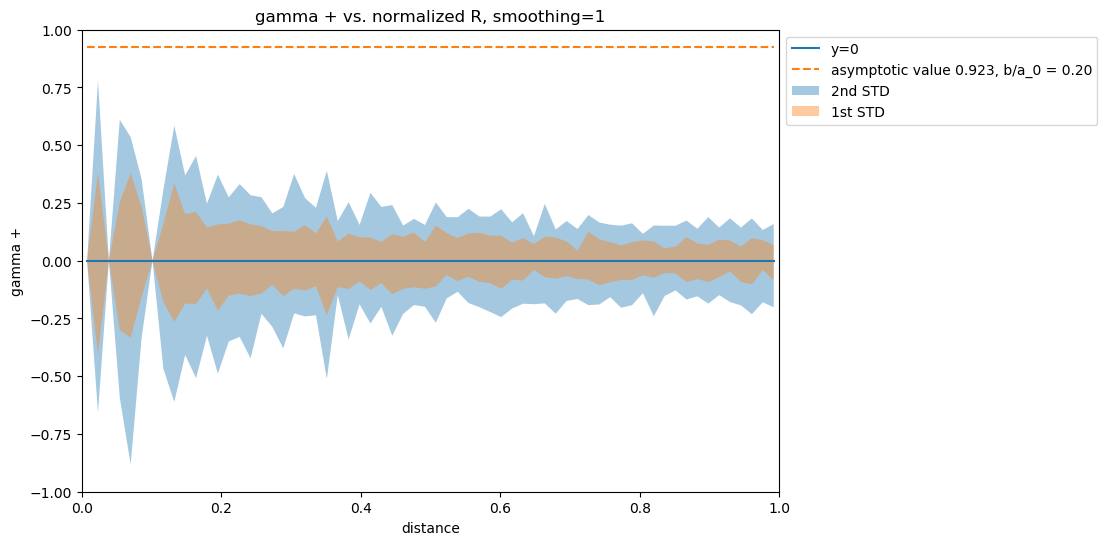 gamma + vs. normalized R, smoothing=1
1.00
0.75
0.50
0.25
0.00
−0.25
−0.50
−0.75
−1.00
gamma +
0.0
0.2
0.4
0.6
0.8
1.0
distance
y=0
asymptotic value 0.923, b/a_0 = 0.20
2nd STD
1st STD